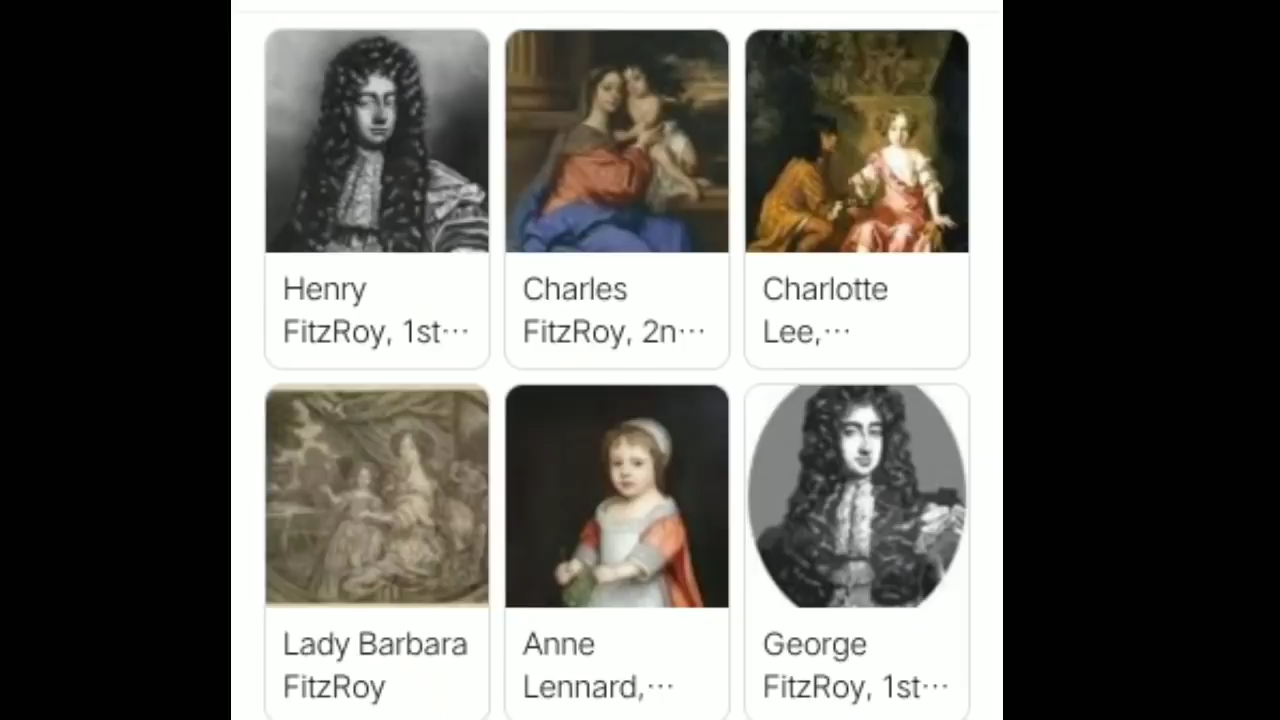 Henry
FitzRoy, 1st···
Charles
FitzRoy, 2n···
Charlotte
Lee,···
Lady Barbara
FitzRoy
Anne
Lennard,···
George
FitzRoy, 1st···